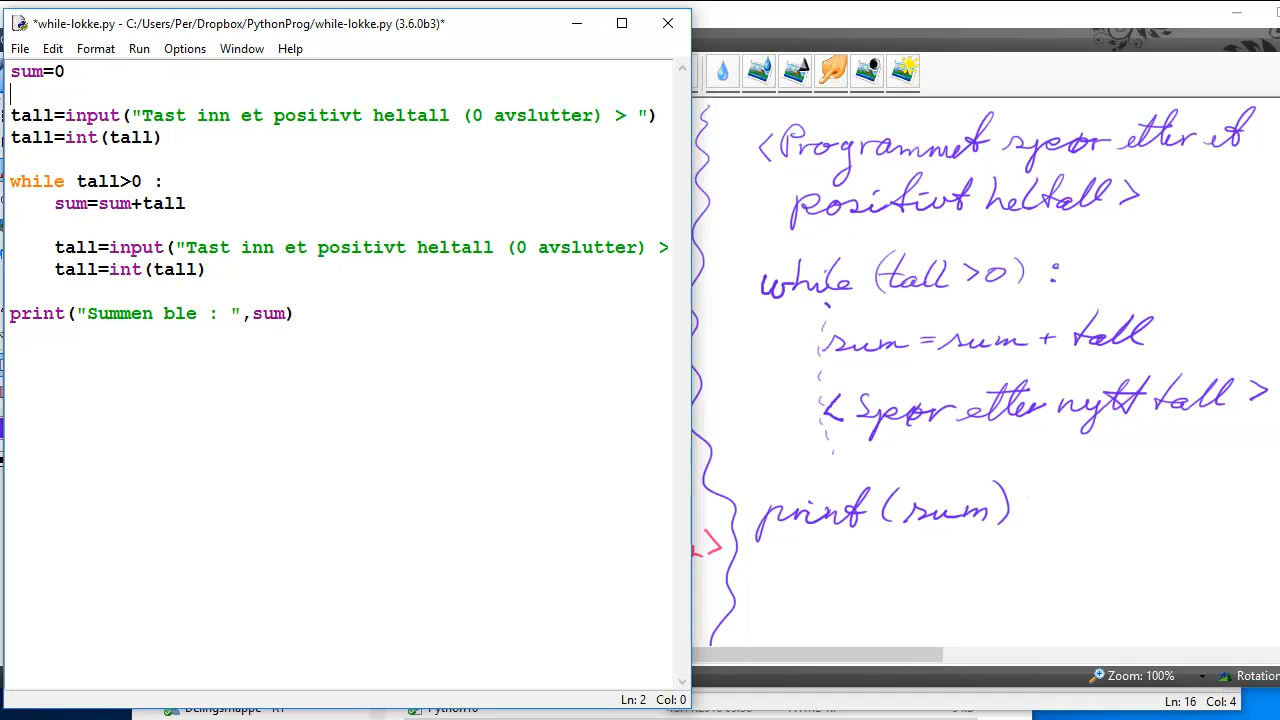 *while-lokke.py - C:/Users/Per/Dropbox/PythonProg/while-lokke.py (3.6.0b3)*
File Edit Format Run Options Window Help
sum=0
tall=input("Tast inn et positivt heltall (0 avslutter) > ")
tall=int(tall)
while tall>0 :
sum=sum+tall
tall=input("Tast inn et positivt heltall (0 avslutter) >
tall=int(tall)
print("Summen ble : ",sum)
Ln: 2 Col: 0
<Programmet spør etter et
positivt heltall>
while (tall >0) :
sum = sum + tall
< Spør etter nytt tall >
print (sum)
Zoom: 100% Rotation
Ln: 16 Col: 4
Delingsmappe - R1 Python10